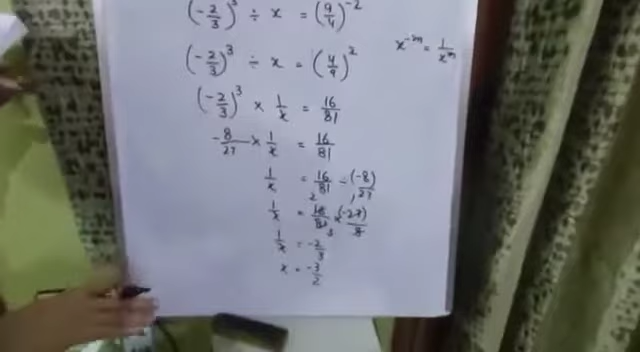 (-2/3)^3 ÷ x = (9/4)^-2
x^-m = 1/x^m
(-2/3)^3 ÷ x = (4/9)^2
(-2/3)^3 × 1/x = 16/81
-8/27 × 1/x = 16/81
1/x = 16/81 ÷ (-8)/27
1/x = 16/81 × (-27)/8
1/x = -2/3
x = -3/2